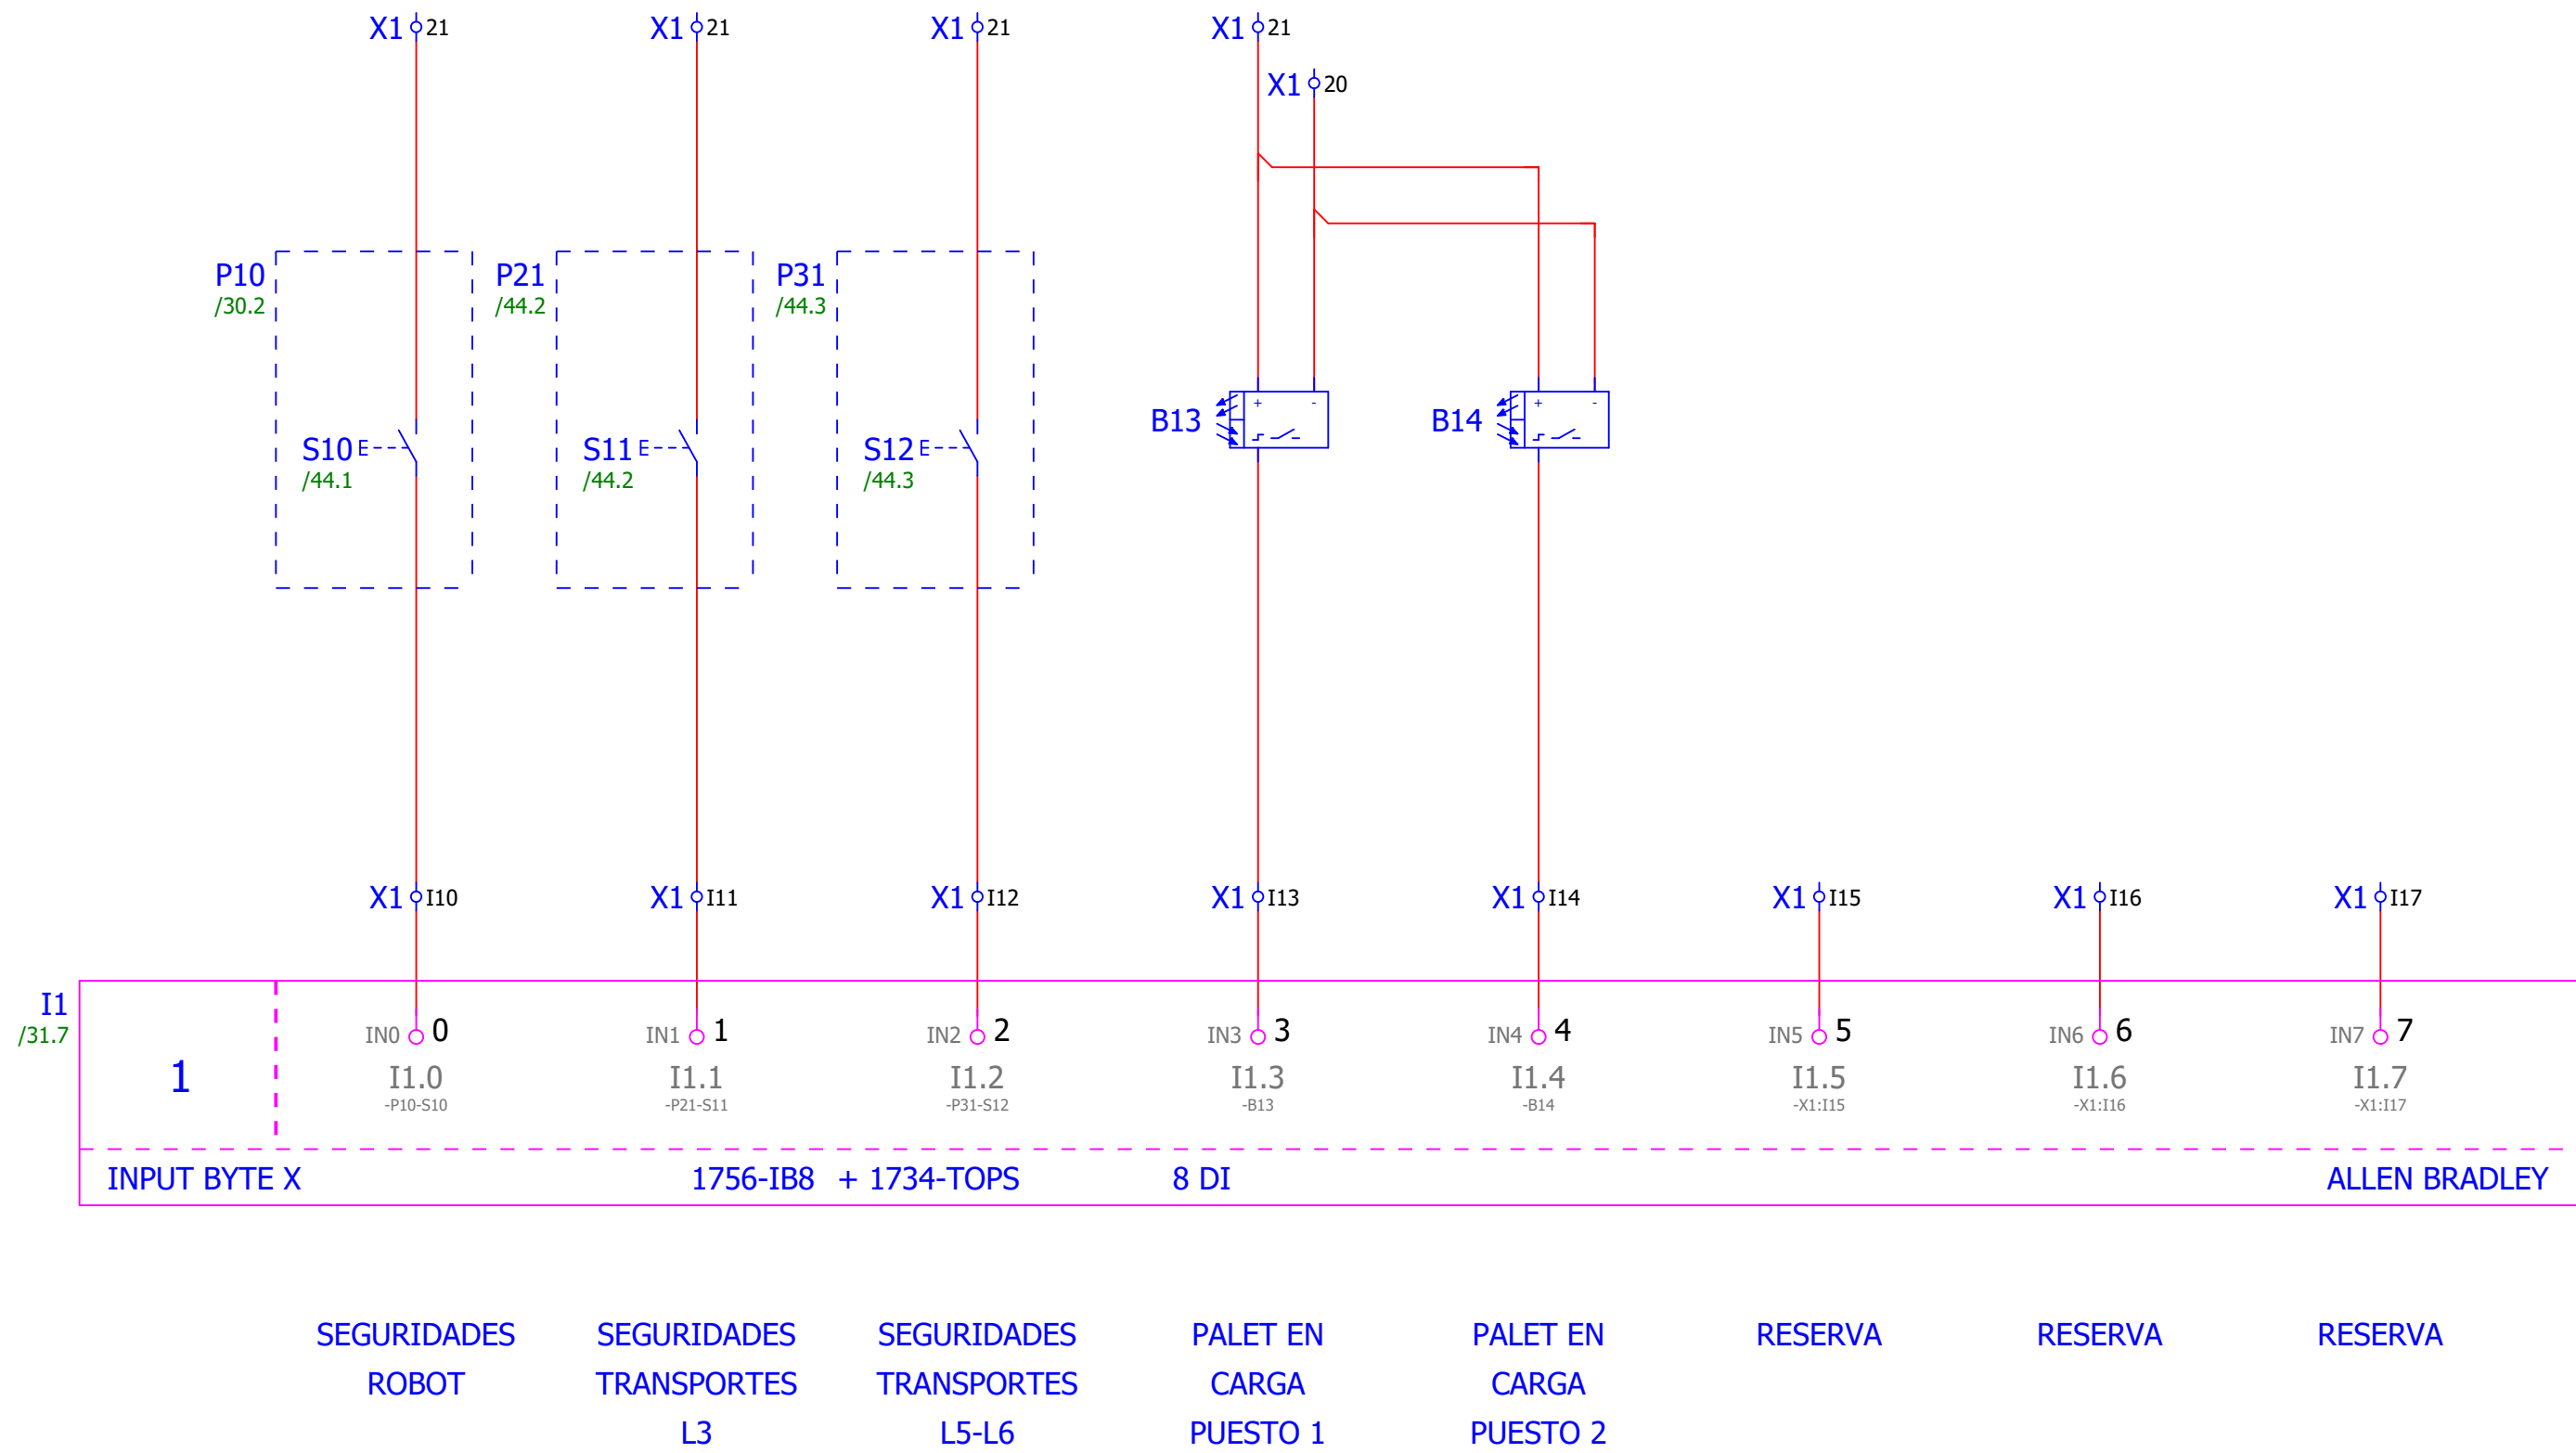 X1 21 X1 21 X1 21 X1 21
X1 20
P10 P21 P31
/30.2 /44.2 /44.3
+ - + -
B13 B14
S10 S11 S12
/44.1 /44.2 /44.3
X1 I10 X1 I11 X1 I12 X1 I13 X1 I14 X1 I15 X1 I16 X1 I17
I1
/31.7
1
IN0 0 IN1 1 IN2 2 IN3 3 IN4 4 IN5 5 IN6 6 IN7 7
I1.0 I1.1 I1.2 I1.3 I1.4 I1.5 I1.6 I1.7
-P10-S10 -P21-S11 -P31-S12 -B13 -B14 -X1:I15 -X1:I16 -X1:I17
INPUT BYTE X 1756-IB8 + 1734-TOPS 8 DI ALLEN BRADLEY
SEGURIDADES SEGURIDADES SEGURIDADES PALET EN PALET EN RESERVA RESERVA RESERVA
ROBOT TRANSPORTES TRANSPORTES CARGA CARGA
L3 L5-L6 PUESTO 1 PUESTO 2